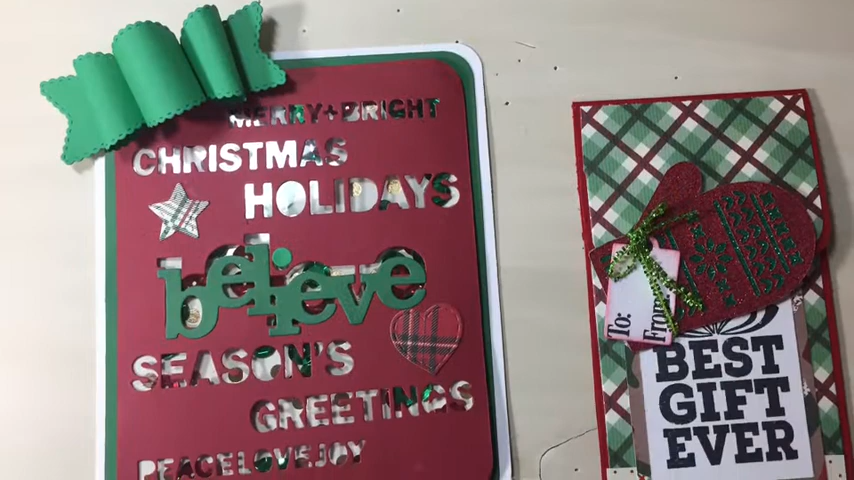 MERRY+BRIGHT
CHRISTMAS
HOLIDAYS
believe
SEASON'S
GREETINGS
PEACELOVEJOY
To:
From:
BEST
GIFT
EVER